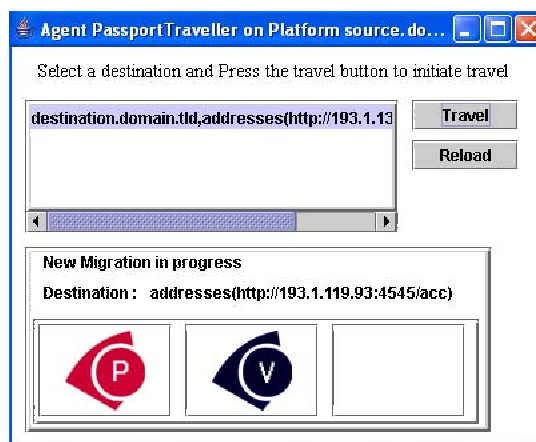 Agent PassportTraveller on Platform source.do...
Select a destination and Press the travel button to initiate travel
destination.domain.tld,addresses(http://193.1.13
Travel
Reload
New Migration in progress
Destination : addresses(http://193.1.119.93:4545/acc)
P V